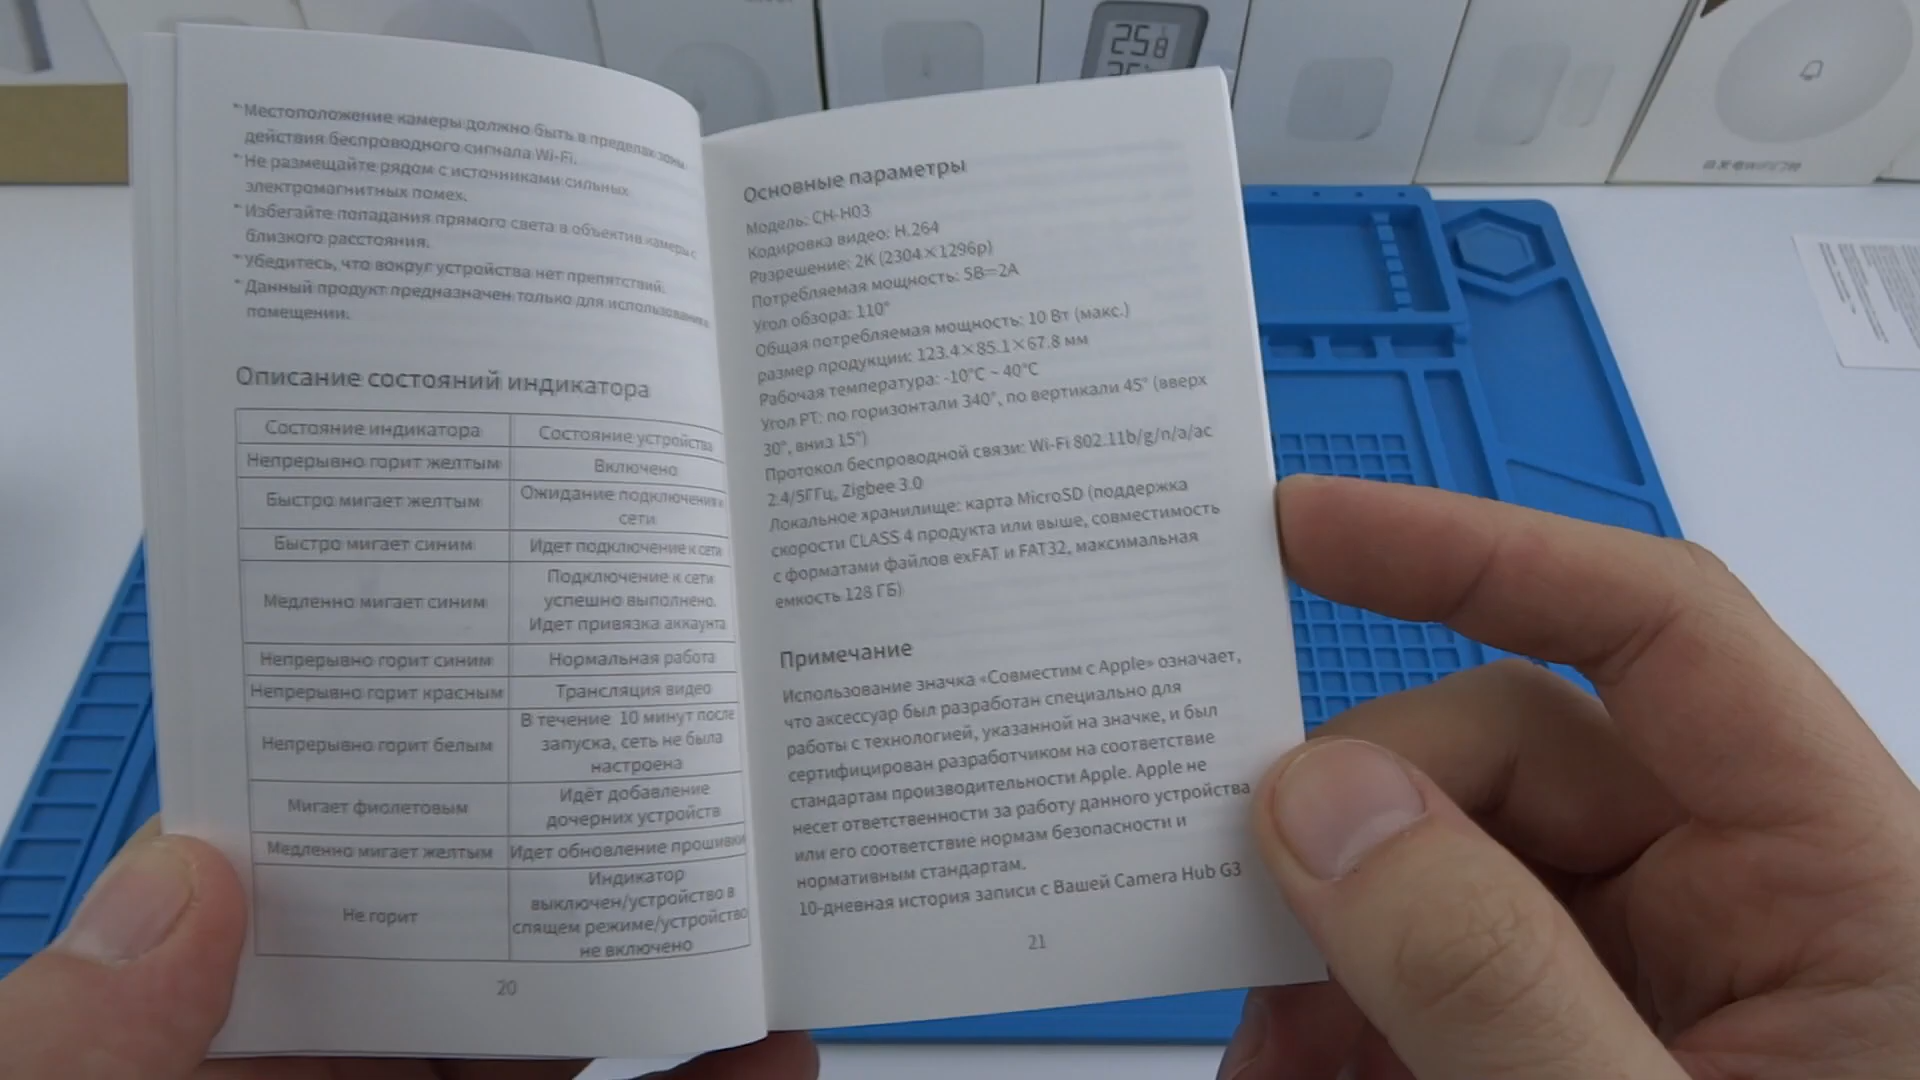 * Местоположение камеры должно быть в пределах зоны
действия беспроводного сигнала Wi-Fi.
* Не размещайте рядом с источниками сильных
электромагнитных помех.
* Избегайте попадания прямого света в объектив камеры с
близкого расстояния.
* Убедитесь, что вокруг устройства нет препятствий.
* Данный продукт предназначен только для использования в
помещении.
Описание состояний индикатора
Состояние индикатора
Состояние устройства
Непрерывно горит желтым
Включено
Быстро мигает желтым
Ожидание подключения к
сети
Быстро мигает синим
Идет подключение к сети
Медленно мигает синим
Подключение к сети
успешно выполнено.
Идет привязка аккаунта
Непрерывно горит синим
Нормальная работа
Непрерывно горит красным
Трансляция видео
Непрерывно горит белым
В течение 10 минут после
запуска, сеть не была
настроена
Мигает фиолетовым
Идёт добавление
дочерних устройств
Медленно мигает желтым
Идет обновление прошивки
Не горит
Индикатор
выключен/устройство в
спящем режиме/устройство
не включено
20
Основные параметры
Модель: CH-H03
Кодировка видео: H.264
Разрешение: 2K (2304×1296p)
Потребляемая мощность: 5В⎓2A
Угол обзора: 110°
Общая потребляемая мощность: 10 Вт (макс.)
размер продукции: 123.4×85.1×67.8 мм
Рабочая температура: -10°C ~ 40°C
Угол PT: по горизонтали 340°, по вертикали 45° (вверх
30°, вниз 15°)
Протокол беспроводной связи: Wi-Fi 802.11b/g/n/a/ac
2.4/5ГГц, Zigbee 3.0
Локальное хранилище: карта MicroSD (поддержка
скорости CLASS 4 продукта или выше, совместимость
с форматами файлов exFAT и FAT32, максимальная
емкость 128 ГБ)
Примечание
Использование значка «Совместим с Apple» означает,
что аксессуар был разработан специально для
работы с технологией, указанной на значке, и был
сертифицирован разработчиком на соответствие
стандартам производительности Apple. Apple не
несет ответственности за работу данного устройства
или его соответствие нормам безопасности и
нормативным стандартам.
10-дневная история записи с Вашей Camera Hub G3
21
25 8